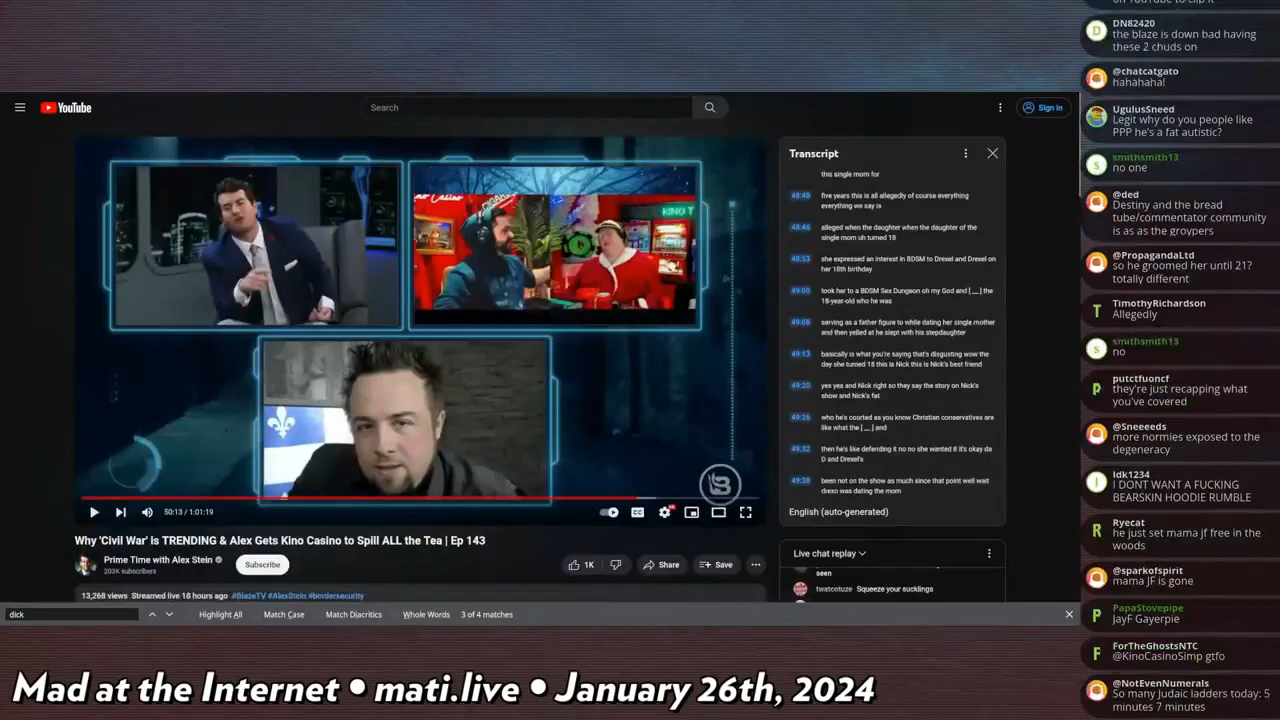 YouTube
Search
Sign in
Transcript
this single mom for
48:40
five years this is all allegedly of course everything
everything we say is
48:46
alleged when the daughter when the daughter of the
single mom uh turned 18
48:53
she expressed an interest in BDSM to Drexel and Drexel on
her 18th birthday
49:00
took her to a BDSM Sex Dungeon oh my God and [ __ ] the
18-year-old who he was
49:06
serving as a father figure to while dating her single mother
and then yelled at he slept with his stepdaughter
49:13
basically is what you're saying that's disgusting wow the
day she turned 18 this is Nick this is Nick's best friend
49:20
yes yes and Nick right so they say the story on Nick's
show and Nick's fat
49:26
who he's courted as you know Christian conservatives are
like what the [ __ ] and
49:32
then he's like defending it no no she wanted it it's okay da
D and Drexel's
49:38
been not on the show as much since that point well wait
drexo was dating the mom
English (auto-generated)
KINO T
50:13 / 1:01:19
Why 'Civil War' Is TRENDING & Alex Gets Kino Casino to Spill ALL the Tea | Ep 143
Prime Time with Alex Stein
203K subscribers
Subscribe
1K
Share
Save
13,268 views Streamed live 18 hours ago #BlazeTV #AlexStein #bordersecurity
Live chat replay
seen
twatcotuze Squeeze your sucklings
dick
Highlight All
Match Case
Match Diacritics
Whole Words
3 of 4 matches
Mad at the Internet • mati.live • January 26th, 2024
on YouTube to clip it
D
DN82420
the blaze is down bad having
these 2 chuds on
@chatcatgato
hahahaha!
UgulusSneed
Legit why do you people like
PPP he's a fat autistic?
S
smithsmith13
no one
@ded
Destiny and the bread
tube/commentator community
is as as the groypers
@PropagandaLtd
so he groomed her until 21?
totally different
T
TimothyRichardson
Allegedly
S
smithsmith13
no
P
putctfuoncf
they're just recapping what
you've covered
@Sneeeeds
more normies exposed to the
degeneracy
I
Idk1234
I DONT WANT A FUCKING
BEARSKIN HOODIE RUMBLE
R
Ryecat
he just set mama jf free in the
woods
@sparkofspirit
mama JF is gone
P
PapaStovepipe
JayF Gayerpie
F
ForTheGhostsNTC
@KinoCasinoSimp gtfo
@NotEvenNumerals
So many Judaic ladders today: 5
minutes 7 minutes